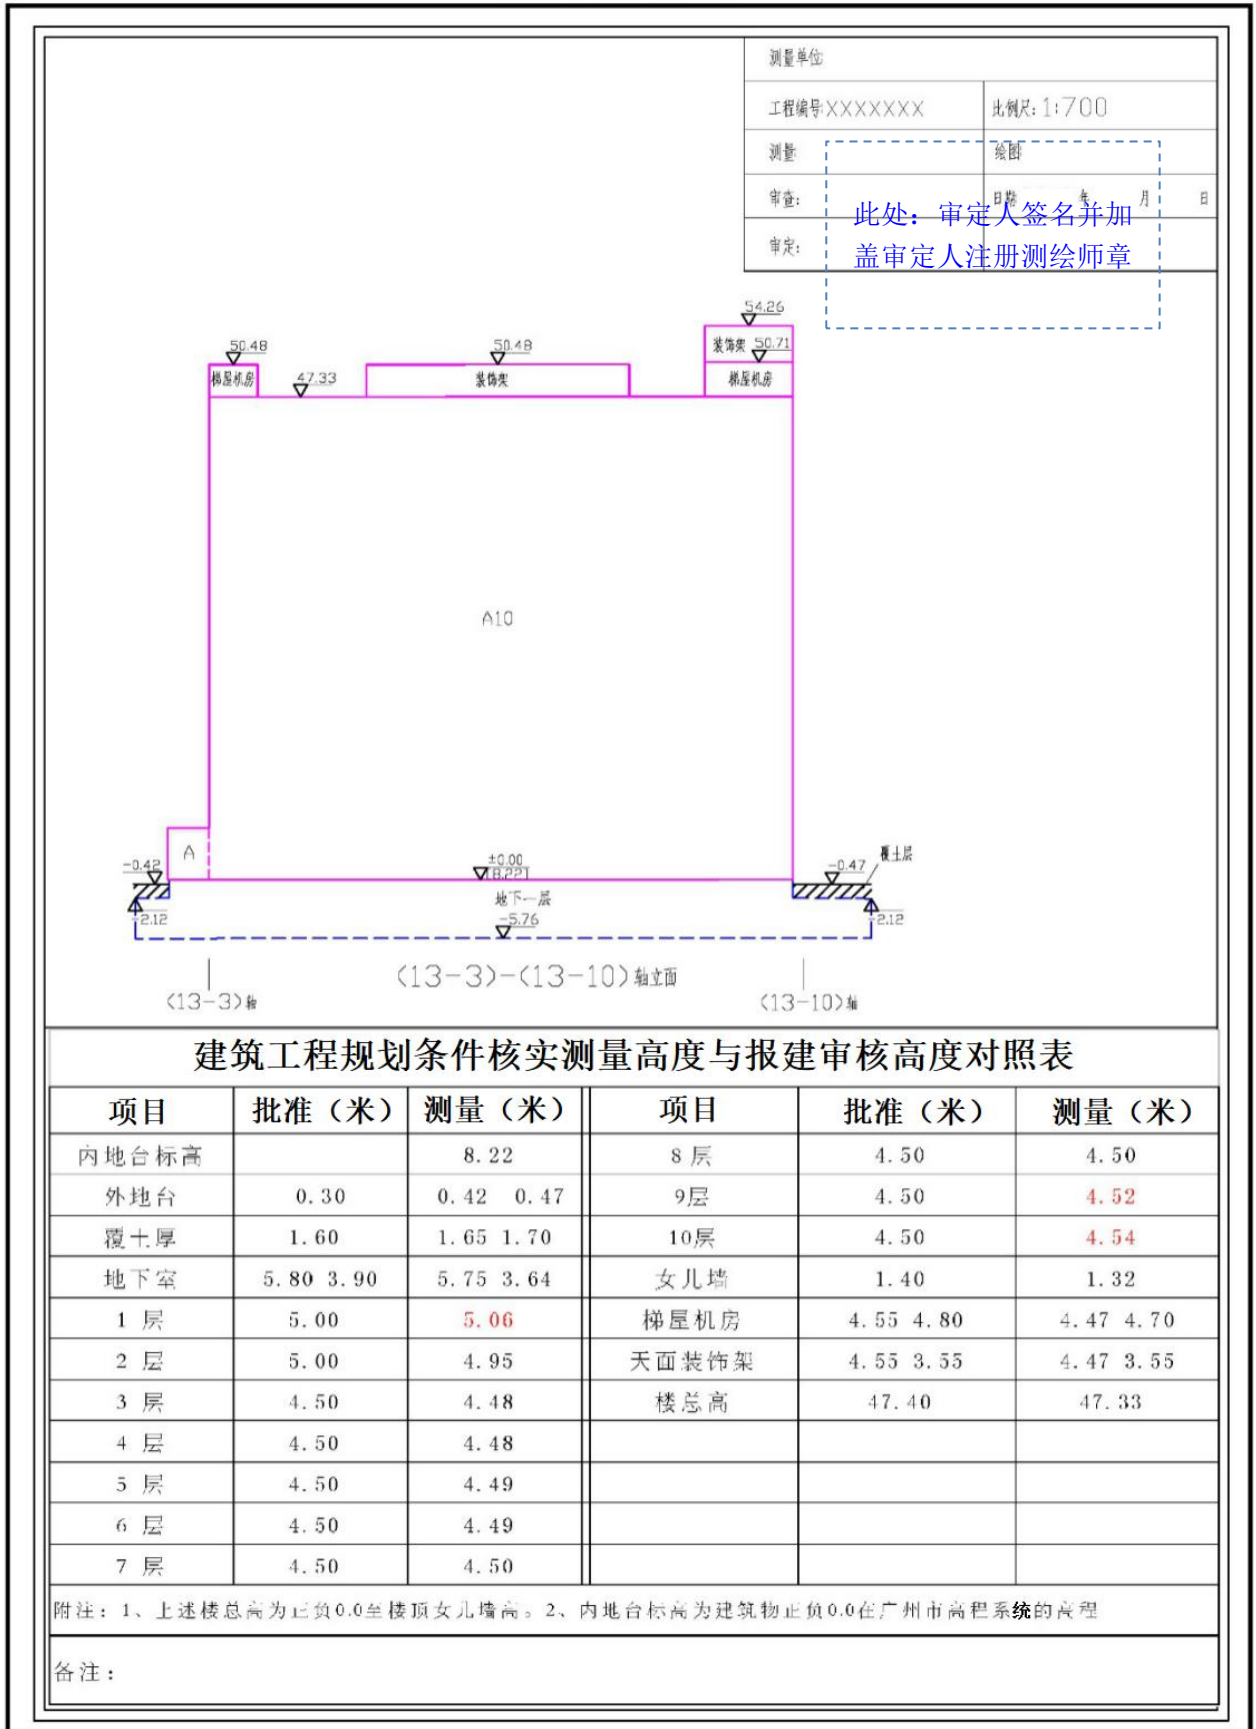 测量单位
工程编号:XXXXXXX 比例尺: 1:700
测量 绘图
审查: 日期 年 月 日
审定:
此处：审定人签名并加
盖审定人注册测绘师章
54.26
装饰架 50.71
梯屋机房
50.48
梯屋机房
47.33
50.48
装饰架
A10
A
-0.42
±0.00
[8.22]
-0.47
覆土层
地下一层
-2.12
-5.76
-2.12
(13-3)-(13-10)轴立面
(13-3)轴
(13-10)轴
建筑工程规划条件核实测量高度与报建审核高度对照表
项目 批准（米） 测量（米） 项目 批准（米） 测量（米）
内地台标高 8.22 8 层 4.50 4.50
外地台 0.30 0.42 0.47 9层 4.50 4.52
覆土厚 1.60 1.65 1.70 10层 4.50 4.54
地下室 5.80 3.90 5.75 3.64 女儿墙 1.40 1.32
1 层 5.00 5.06 梯屋机房 4.55 4.80 4.47 4.70
2 层 5.00 4.95 天面装饰架 4.55 3.55 4.47 3.55
3 层 4.50 4.48 楼总高 47.40 47.33
4 层 4.50 4.48
5 层 4.50 4.49
6 层 4.50 4.49
7 层 4.50 4.50
附注：1、上述楼总高为正负0.0至楼顶女儿墙高。2、内地台标高为建筑物正负0.0在广州市高程系统的高程
备注：